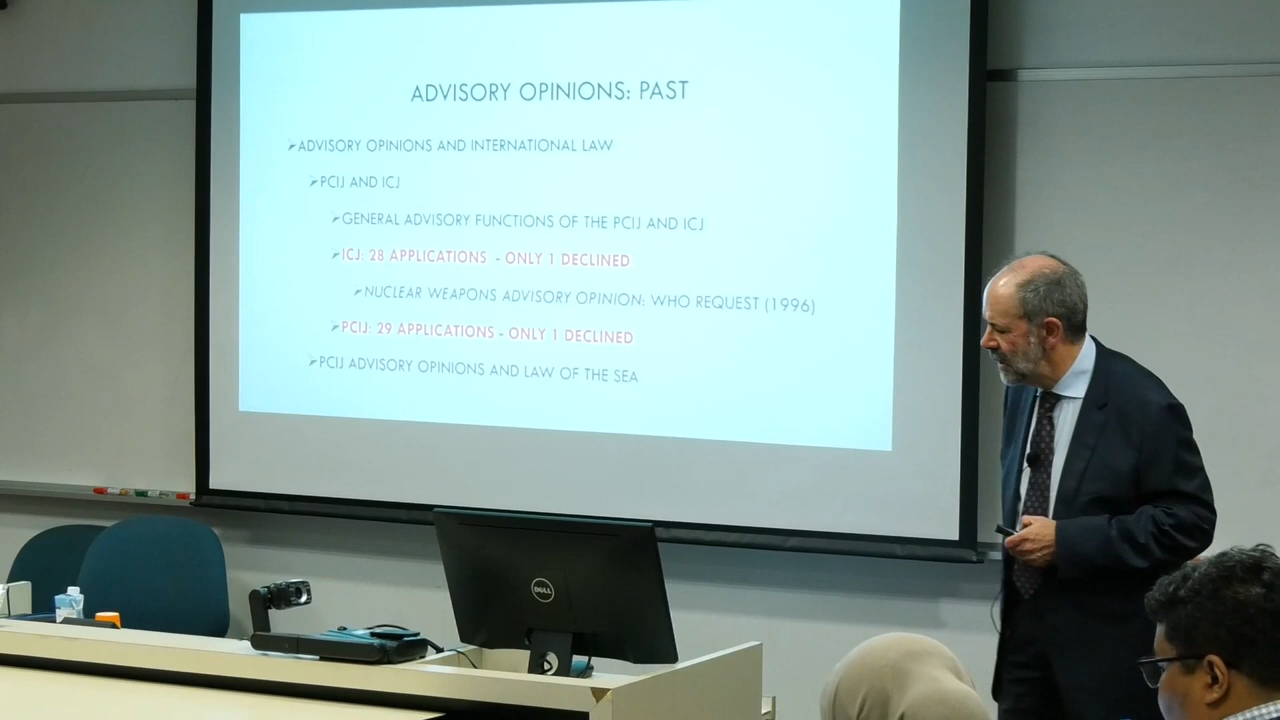 ADVISORY OPINIONS: PAST
ADVISORY OPINIONS AND INTERNATIONAL LAW
PCIJ AND ICJ
GENERAL ADVISORY FUNCTIONS OF THE PCIJ AND ICJ
ICJ: 28 APPLICATIONS - ONLY 1 DECLINED
NUCLEAR WEAPONS ADVISORY OPINION: WHO REQUEST (1996)
PCIJ: 29 APPLICATIONS - ONLY 1 DECLINED
PCIJ ADVISORY OPINIONS AND LAW OF THE SEA
DELL